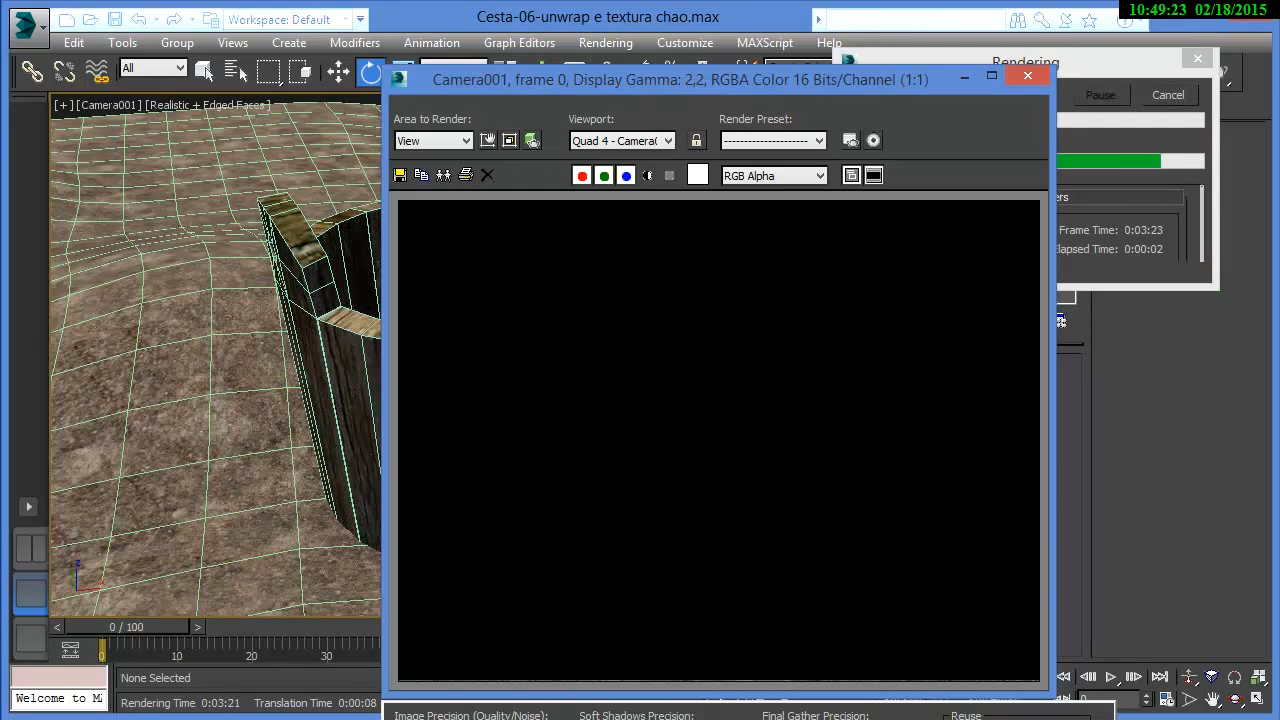 10:49:23 02/18/2015
Workspace: Default
Cesta-06-unwrap e textura chao.max
Edit Tools Group Views Create Modifiers Animation Graph Editors Rendering Customize MAXScript Help
All
Rendering
Camera001, frame 0, Display Gamma: 2,2, RGBA Color 16 Bits/Channel (1:1)
Pause Cancel
[+] [Camera001] [Realistic + Edged Faces]
Area to Render: Viewport: Render Preset:
View Quad 4 - Camera( ----------------------
RGB Alpha
ers
Frame Time: 0:03:23
lapsed Time: 0:00:02
z
x
< 0 / 100 >
0 10 20 30
None Selected
Welcome to M
Rendering Time 0:03:21 Translation Time 0:00:08
0
Image Precision (Quality/Noise): Soft Shadows Precision: Final Gather Precision: Reuse